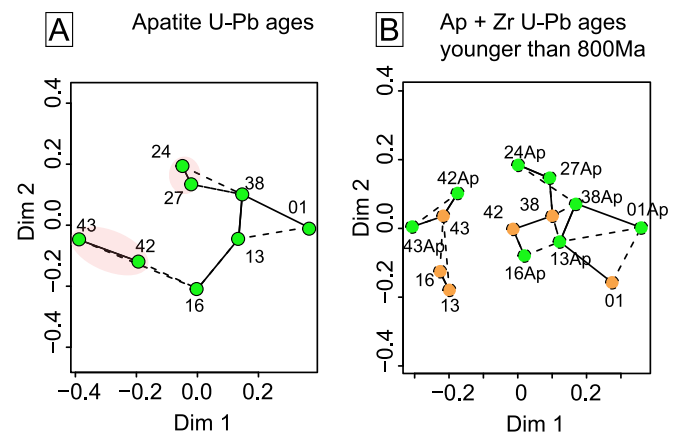 A
Apatite U-Pb ages
0.4
0.2
0.0
−0.2
−0.4
Dim 2
24
27
38
01
43
42
13
16
−0.4
−0.2
0.0
0.2
Dim 1
B
Ap + Zr U-Pb ages
younger than 800Ma
0.4
0.2
0.0
−0.2
−0.4
Dim 2
24Ap
27Ap
42Ap
38Ap
42
38
01Ap
43
43Ap
13Ap
16Ap
16
13
01
−0.2
0
0.2
Dim 1